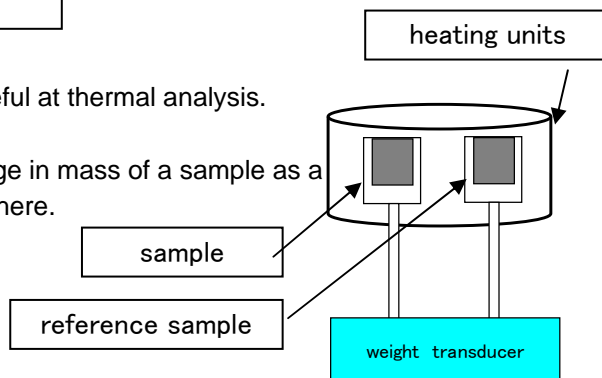 heating units
eful at thermal analysis.
ge in mass of a sample as a
here.
sample
reference sample
weight transducer